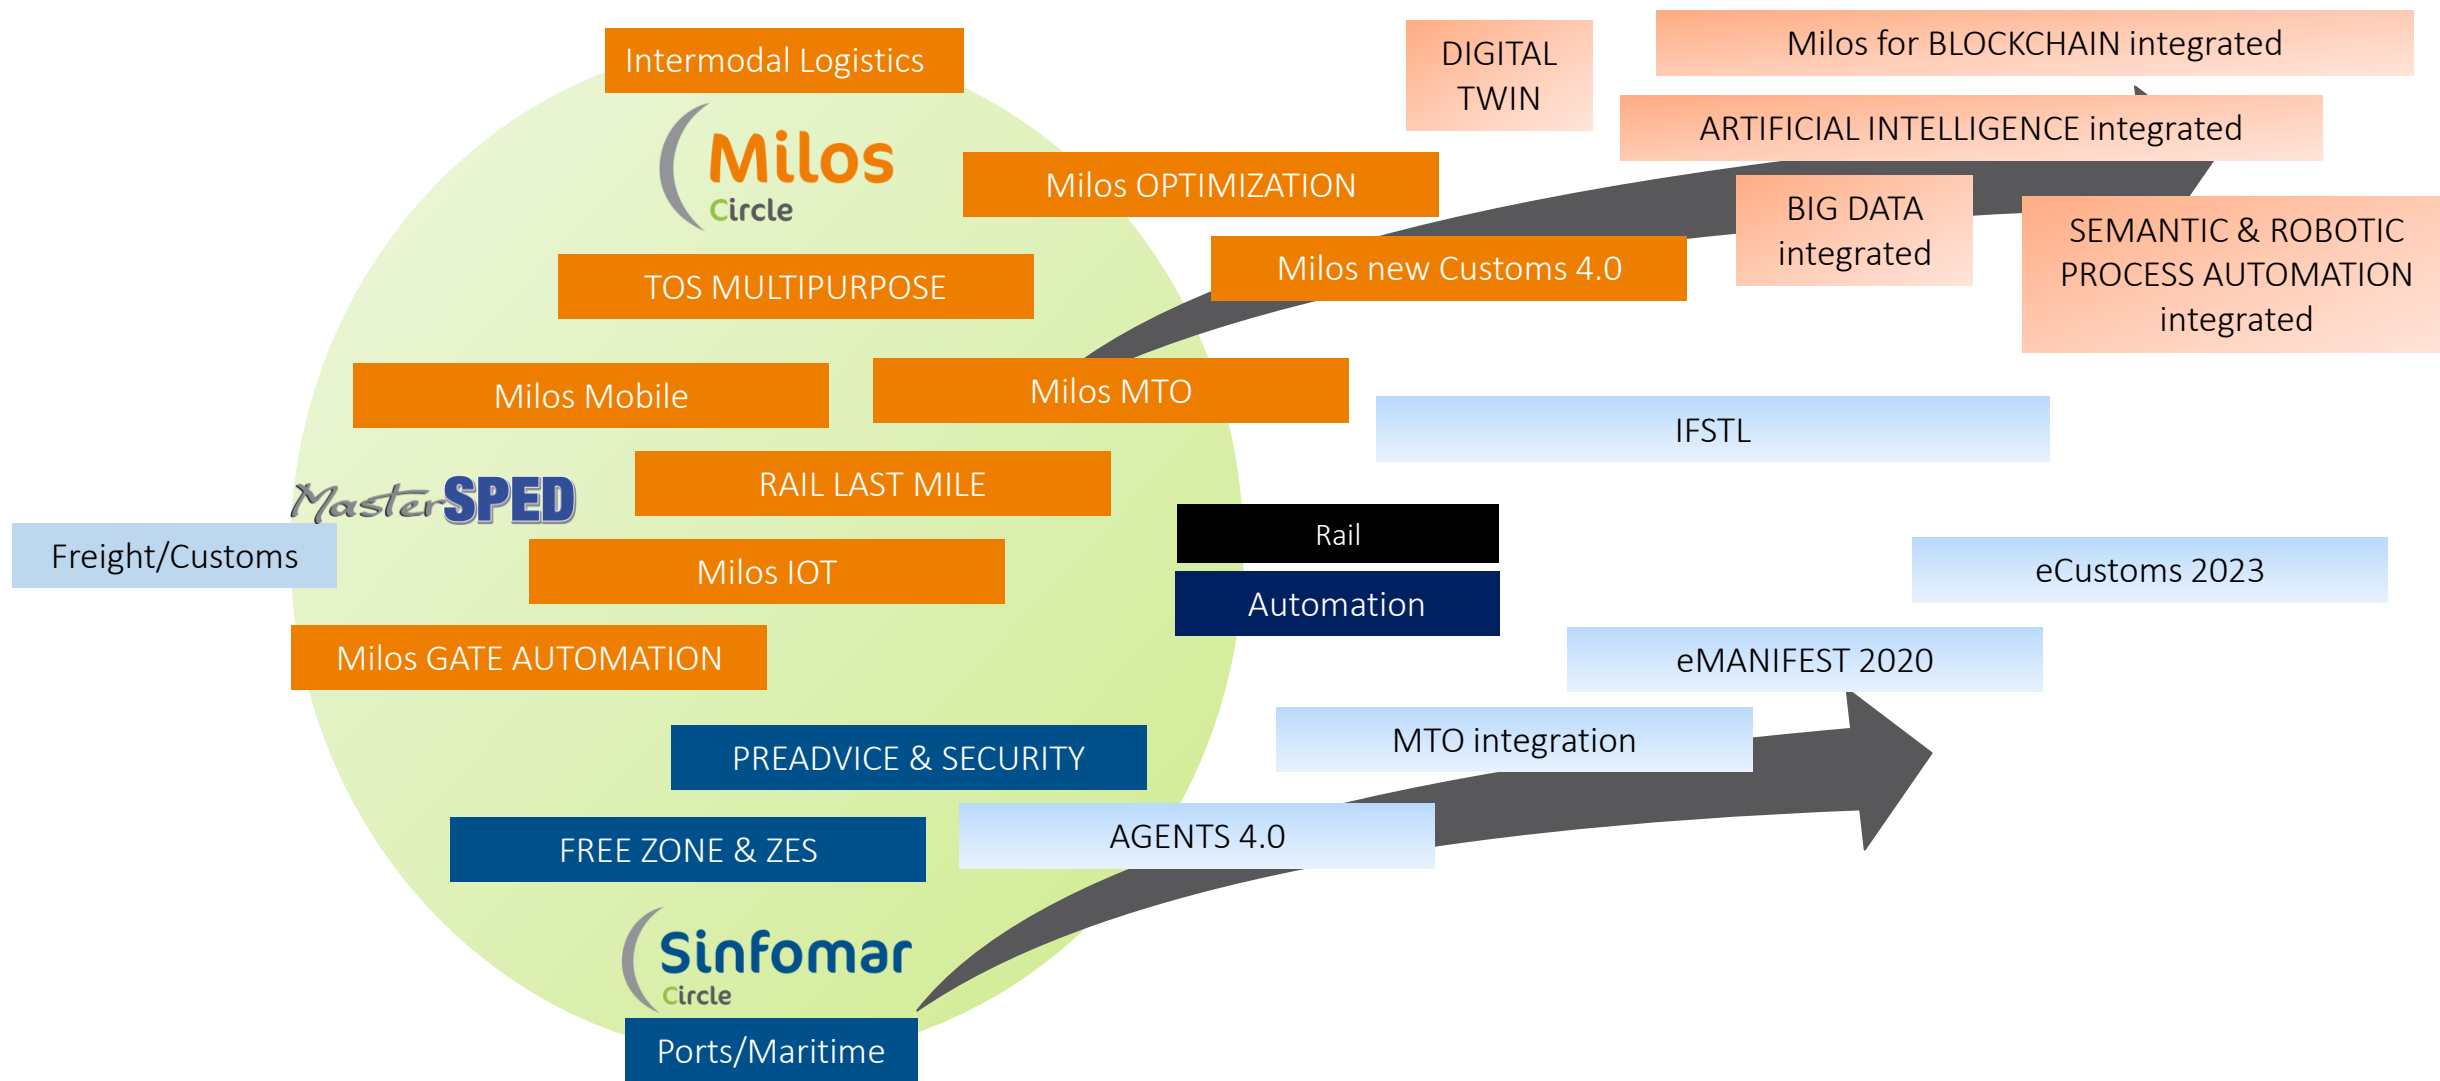 Intermodal Logistics
Milos
Circle
DIGITAL
TWIN
Milos for BLOCKCHAIN integrated
ARTIFICIAL INTELLIGENCE integrated
Milos OPTIMIZATION
BIG DATA
integrated
SEMANTIC & ROBOTIC
PROCESS AUTOMATION
integrated
Milos new Customs 4.0
TOS MULTIPURPOSE
Milos Mobile
Milos MTO
IFSTL
RAIL LAST MILE
MasterSPED
Freight/Customs
Rail
Milos IOT
eCustoms 2023
Automation
Milos GATE AUTOMATION
eMANIFEST 2020
PREADVICE & SECURITY
MTO integration
FREE ZONE & ZES
AGENTS 4.0
Sinfomar
Circle
Ports/Maritime